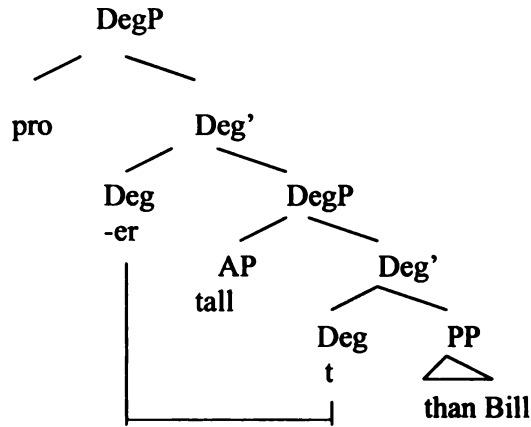 DegP
pro Deg’
Deg DegP
-er
AP Deg’
tall
Deg PP
t
than Bill